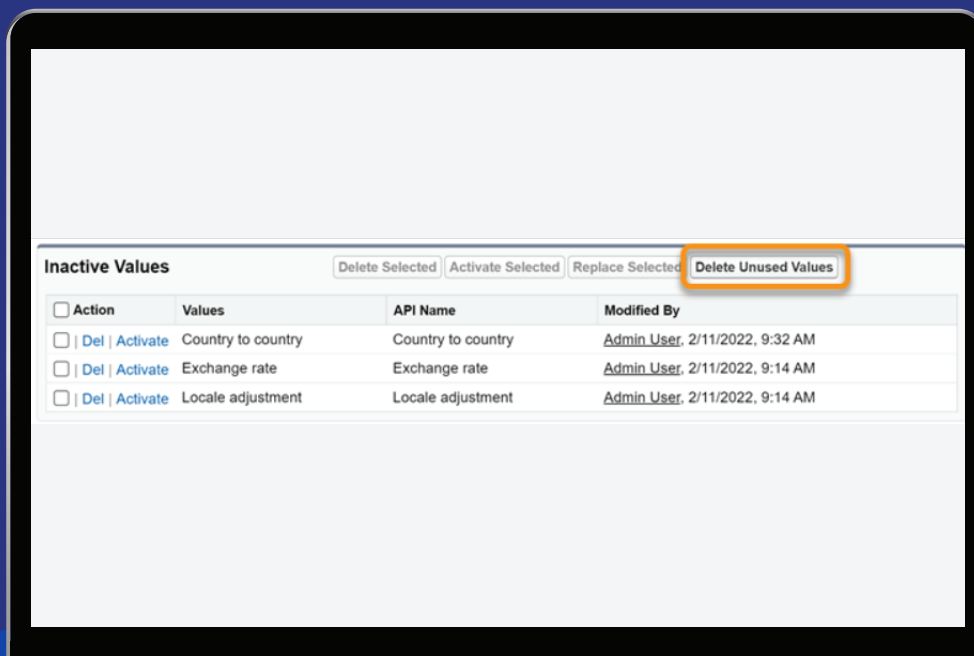 Inactive Values Delete Selected Activate Selected Replace Selected Delete Unused Values
Action Values API Name Modified By
| Del | Activate Country to country Country to country Admin User, 2/11/2022, 9:32 AM
| Del | Activate Exchange rate Exchange rate Admin User, 2/11/2022, 9:14 AM
| Del | Activate Locale adjustment Locale adjustment Admin User, 2/11/2022, 9:14 AM